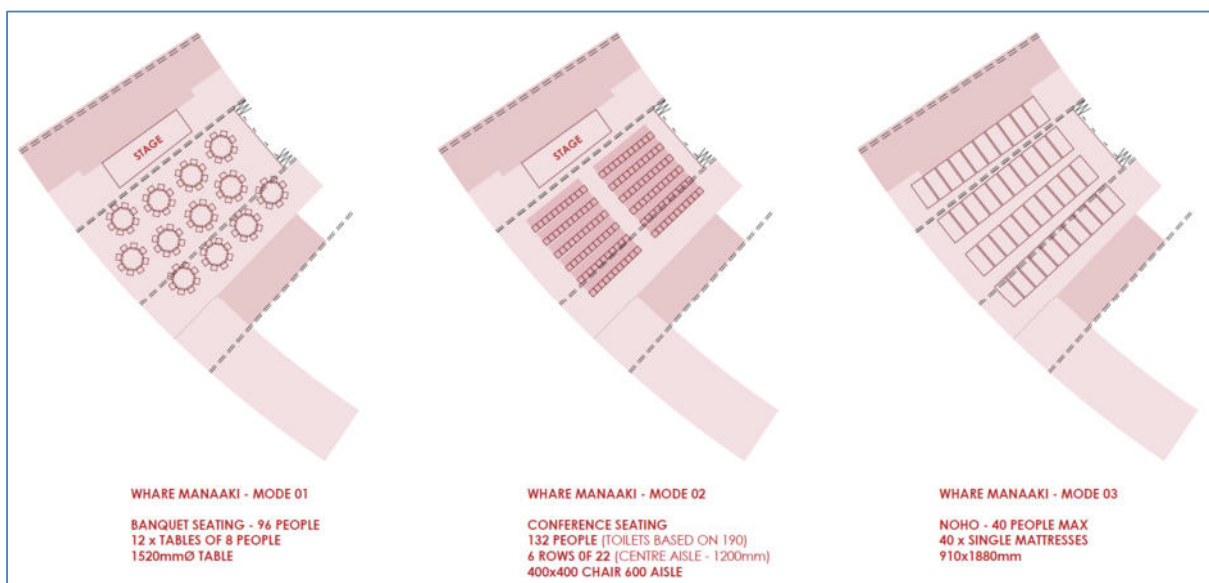 STAGE
STAGE
WHARE MANAAKI - MODE 01
BANQUET SEATING - 96 PEOPLE
12 x TABLES OF 8 PEOPLE
1520mmØ TABLE
WHARE MANAAKI - MODE 02
CONFERENCE SEATING
132 PEOPLE (TOILETS BASED ON 190)
6 ROWS 0F 22 (CENTRE AISLE - 1200mm)
400x400 CHAIR 600 AISLE
WHARE MANAAKI - MODE 03
NOHO - 40 PEOPLE MAX
40 x SINGLE MATTRESSES
910x1880mm